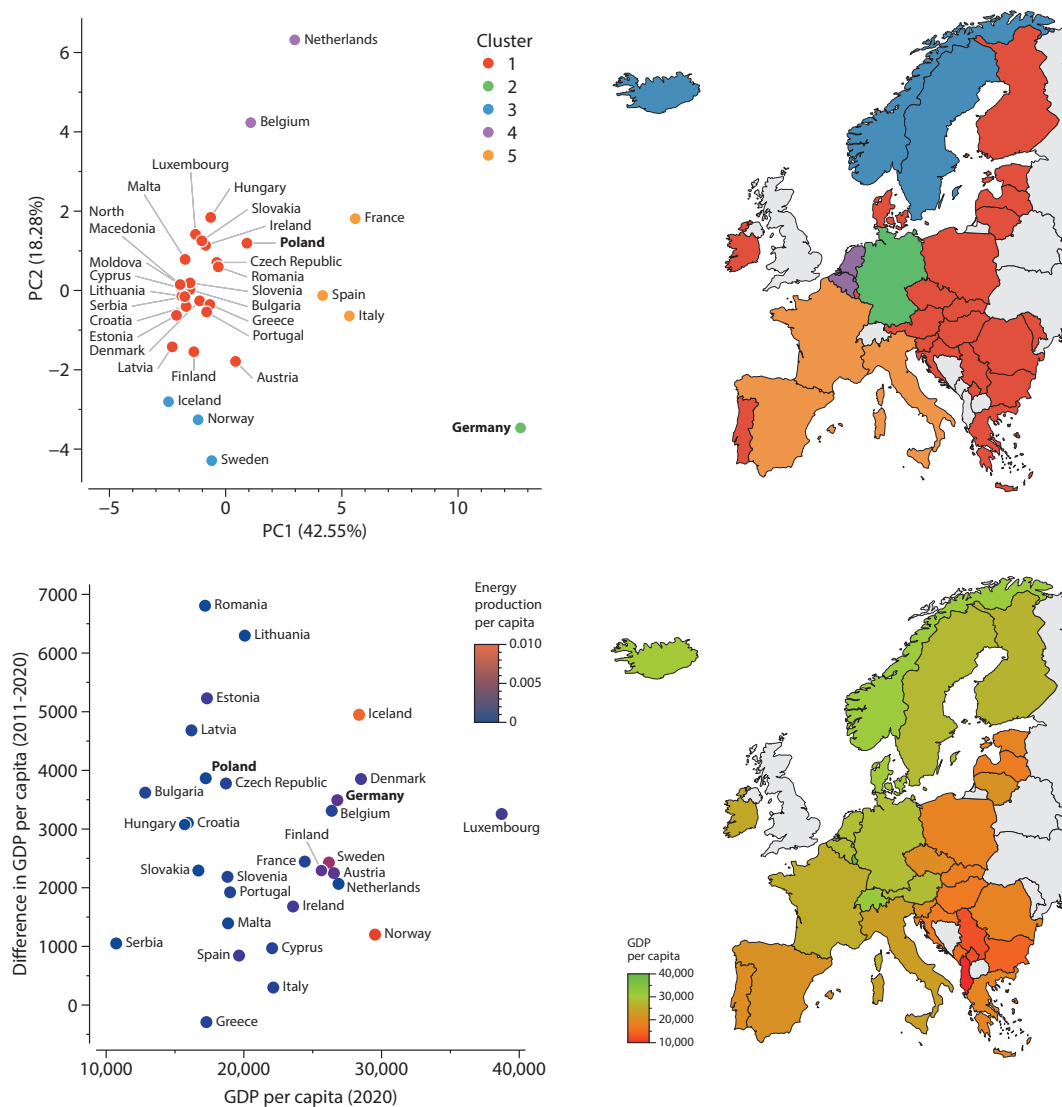 Netherlands
Cluster
1
2
3
4
5
Belgium
Luxembourg
Malta
Hungary
Slovakia
Ireland
Poland
North
Macedonia
France
Czech Republic
Romania
Moldova
Cyprus
Lithuania
Serbia
Croatia
Estonia
Denmark
Latvia
Slovenia
Bulgaria
Greece
Portugal
Spain
Italy
Finland
Austria
Iceland
Norway
Sweden
Germany
6
4
2
0
−2
−4
PC2 (18.28%)
−5
0
5
10
PC1 (42.55%)
7000
6000
5000
4000
3000
2000
1000
0
Difference in GDP per capita (2011-2020)
Energy
production
per capita
0.010
0.005
0
Romania
Lithuania
Estonia
Latvia
Iceland
Poland
Czech Republic
Denmark
Bulgaria
Germany
Belgium
Hungary
Croatia
Luxembourg
Finland
France
Sweden
Slovakia
Austria
Slovenia
Netherlands
Portugal
Ireland
Malta
Norway
Serbia
Cyprus
Spain
Italy
Greece
10,000
20,000
30,000
40,000
GDP per capita (2020)
GDP
per capita
40,000
30,000
20,000
10,000